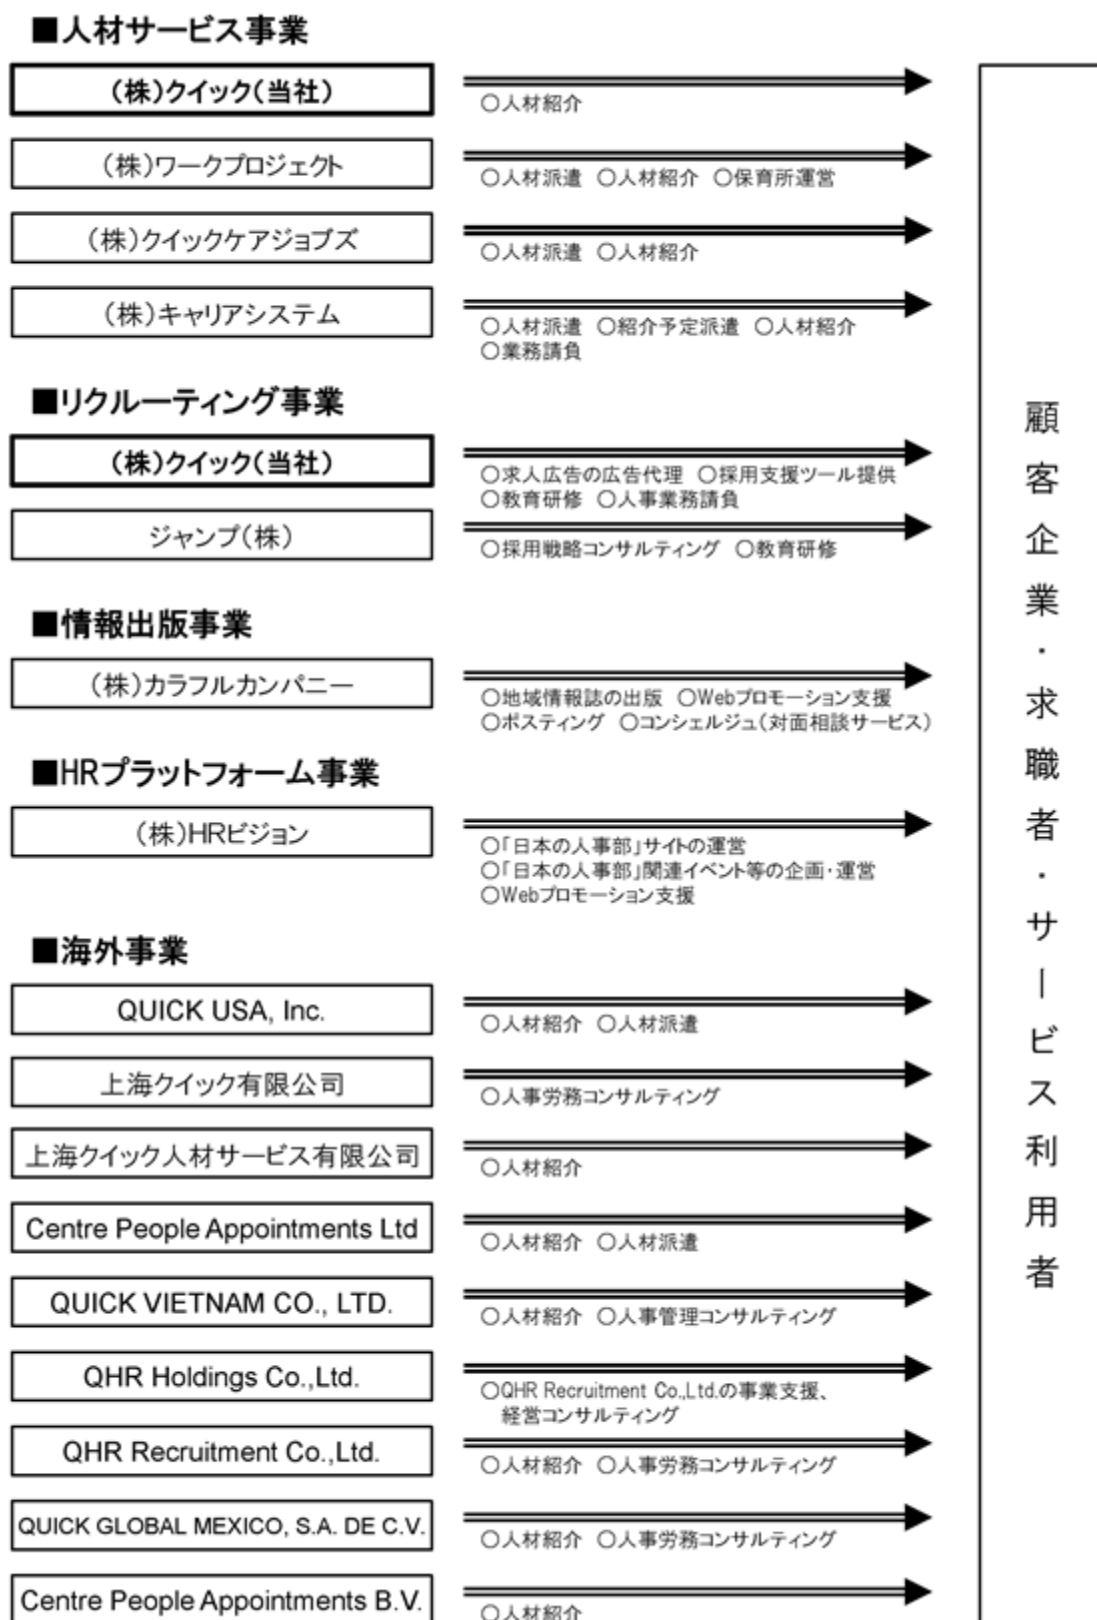 ■人材サービス事業
(株)クイック(当社)
○人材紹介
(株)ワークプロジェクト
○人材派遣 ○人材紹介 ○保育所運営
(株)クイックケアジョブズ
○人材派遣 ○人材紹介
(株)キャリアシステム
○人材派遣 ○紹介予定派遣 ○人材紹介
○業務請負
■リクルーティング事業
(株)クイック(当社)
○求人広告の広告代理 ○採用支援ツール提供
○教育研修 ○人事業務請負
ジャンプ(株)
○採用戦略コンサルティング ○教育研修
■情報出版事業
(株)カラフルカンパニー
○地域情報誌の出版 ○Webプロモーション支援
○ポスティング ○コンシェルジュ(対面相談サービス)
■HRプラットフォーム事業
(株)HRビジョン
○「日本の人事部」サイトの運営
○「日本の人事部」関連イベント等の企画・運営
○Webプロモーション支援
■海外事業
QUICK USA, Inc.
○人材紹介 ○人材派遣
上海クイック有限公司
○人事労務コンサルティング
上海クイック人材サービス有限公司
○人材紹介
Centre People Appointments Ltd
○人材紹介 ○人材派遣
QUICK VIETNAM CO., LTD.
○人材紹介 ○人事管理コンサルティング
QHR Holdings Co.,Ltd.
○QHR Recruitment Co.,Ltd.の事業支援、
経営コンサルティング
QHR Recruitment Co.,Ltd.
○人材紹介 ○人事労務コンサルティング
QUICK GLOBAL MEXICO, S.A. DE C.V.
○人材紹介 ○人事労務コンサルティング
Centre People Appointments B.V.
○人材紹介
顧客企業・求職者・サービス利用者